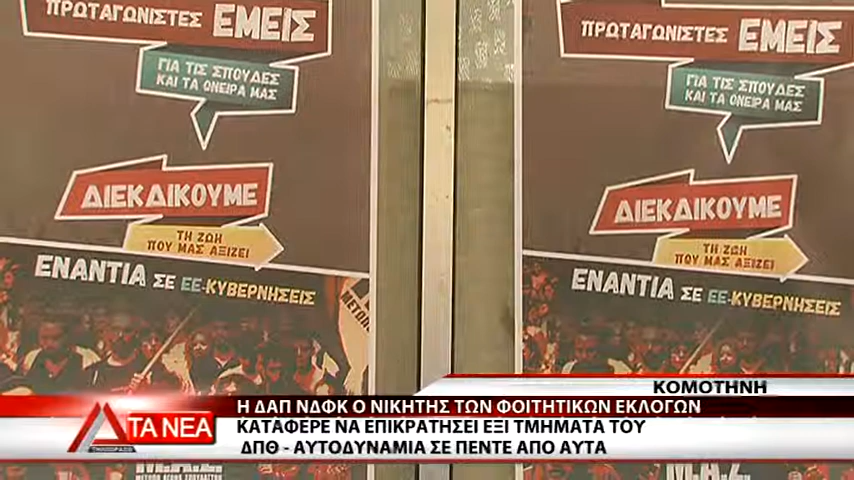 ΠΡΩΤΑΓΩΝΙΣΤΕΣ ΕΜΕΙΣ
ΓΙΑ ΤΙΣ ΣΠΟΥΔΕΣ
ΚΑΙ ΤΑ ΟΝΕΙΡΑ ΜΑΣ
ΔΙΕΚΔΙΚΟΥΜΕ
ΤΗ ΖΩΗ
ΠΟΥ ΜΑΣ ΑΞΙΖΕΙ
ΕΝΑΝΤΙΑ ΣΕ ΕΕ-ΚΥΒΕΡΝΗΣΕΙΣ
ΠΡΩΤΑΓΩΝΙΣΤΕΣ ΕΜΕΙΣ
ΓΙΑ ΤΙΣ ΣΠΟΥΔΕΣ
ΚΑΙ ΤΑ ΟΝΕΙΡΑ ΜΑΣ
ΔΙΕΚΔΙΚΟΥΜΕ
ΤΗ ΖΩΗ
ΠΟΥ ΜΑΣ ΑΞΙΖΕΙ
ΕΝΑΝΤΙΑ ΣΕ ΕΕ-ΚΥΒΕΡΝΗΣΕΙΣ
ΚΟΜΟΤΗΝΗ
ΤΑ ΝΕΑ
ΤΗΛΕΟΡΑΣΗ
Η ΔΑΠ ΝΔΦΚ Ο ΝΙΚΗΤΗΣ ΤΩΝ ΦΟΙΤΗΤΙΚΩΝ ΕΚΛΟΓΩΝ
ΚΑΤΑΦΕΡΕ ΝΑ ΕΠΙΚΡΑΤΗΣΕΙ ΕΞΙ ΤΜΗΜΑΤΑ ΤΟΥ
ΔΠΘ - ΑΥΤΟΔΥΝΑΜΙΑ ΣΕ ΠΕΝΤΕ ΑΠΟ ΑΥΤΑ
Μ.Α.Σ.
Μ.Α.Σ.